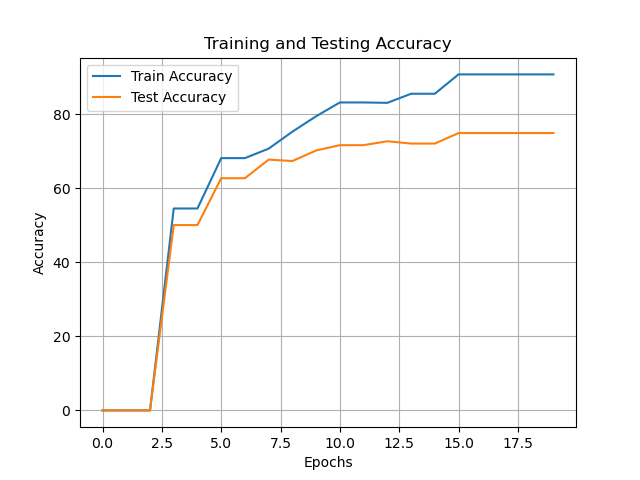 Training and Testing Accuracy
Train Accuracy
Test Accuracy
80
60
40
20
0
Accuracy
0.0 2.5 5.0 7.5 10.0 12.5 15.0 17.5
Epochs